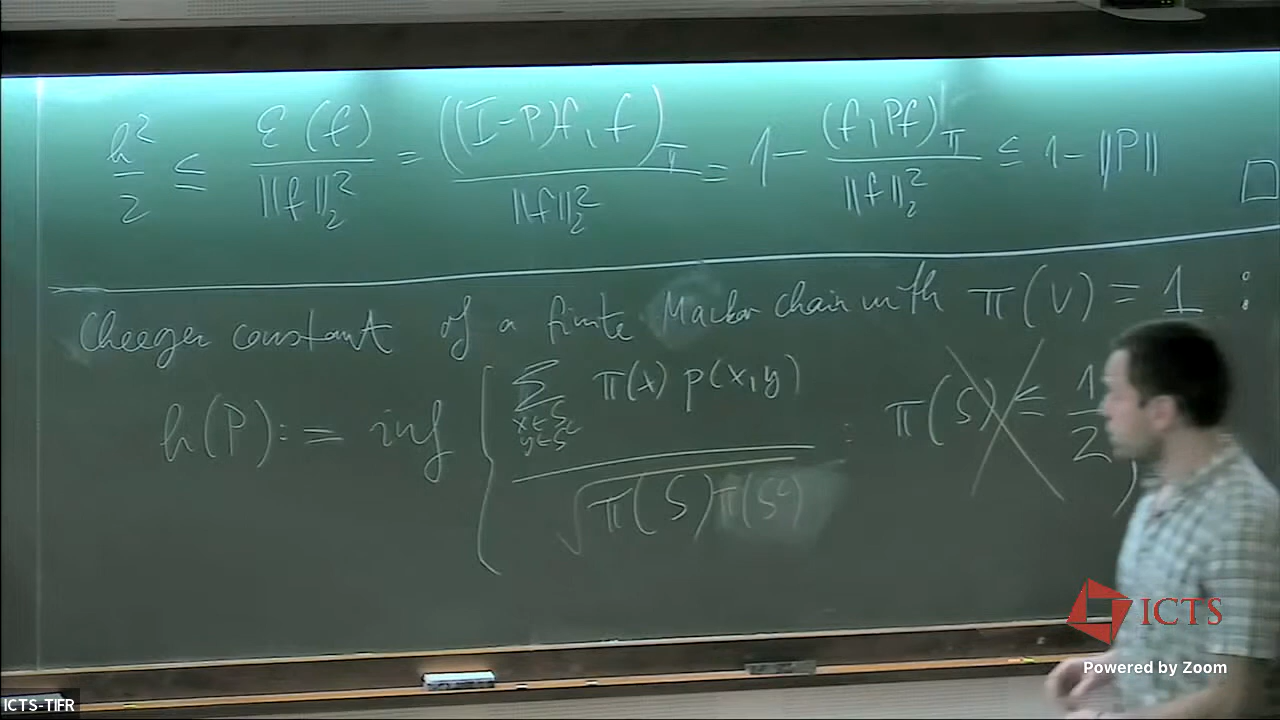 h²/2 ≤ ℰ(f)/‖f‖₂² = ((I-P)f, f)_π/‖f‖₂² = 1 - (f, Pf)_π/‖f‖₂² ≤ 1 - ‖P‖ □
Cheeger constant of a finite Markov chain with π(V) = 1 :
h(P) := inf { ∑_{x∈S, y∈S^c} π(x) p(x,y) / √π(S)π(S^c) : π(S) ≤ 1/2 }
ICTS
Powered by Zoom
ICTS-TIFR